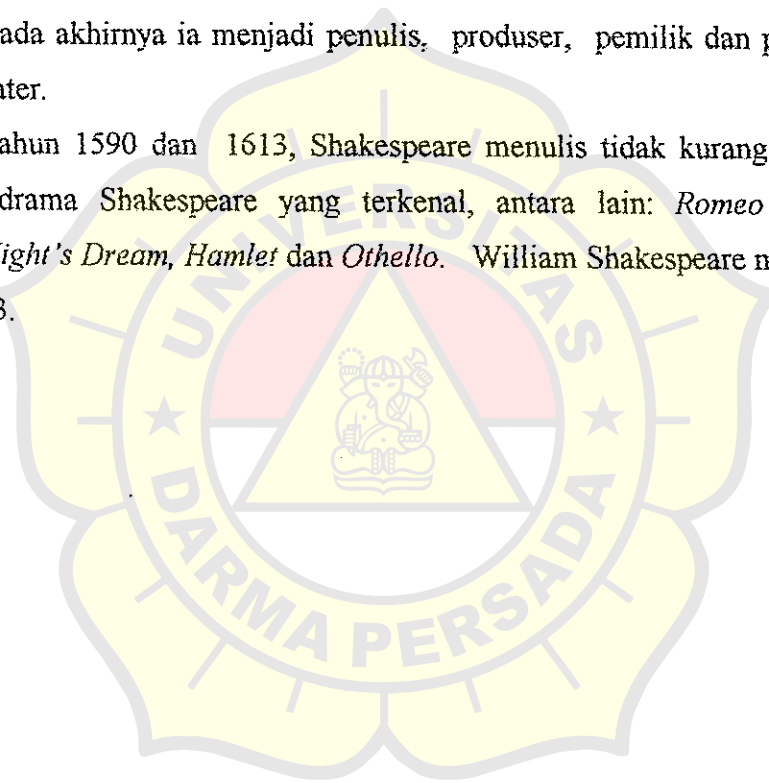 ada akhirnya ia menjadi penulis, produser, pemilik dan p
ater.
ahun 1590 dan 1613, Shakespeare menulis tidak kurang
drama Shakespeare yang terkenal, antara lain: Romeo
light's Dream, Hamlet dan Othello. William Shakespeare m
3.
UNIVERSITAS
DARMA PERSADA